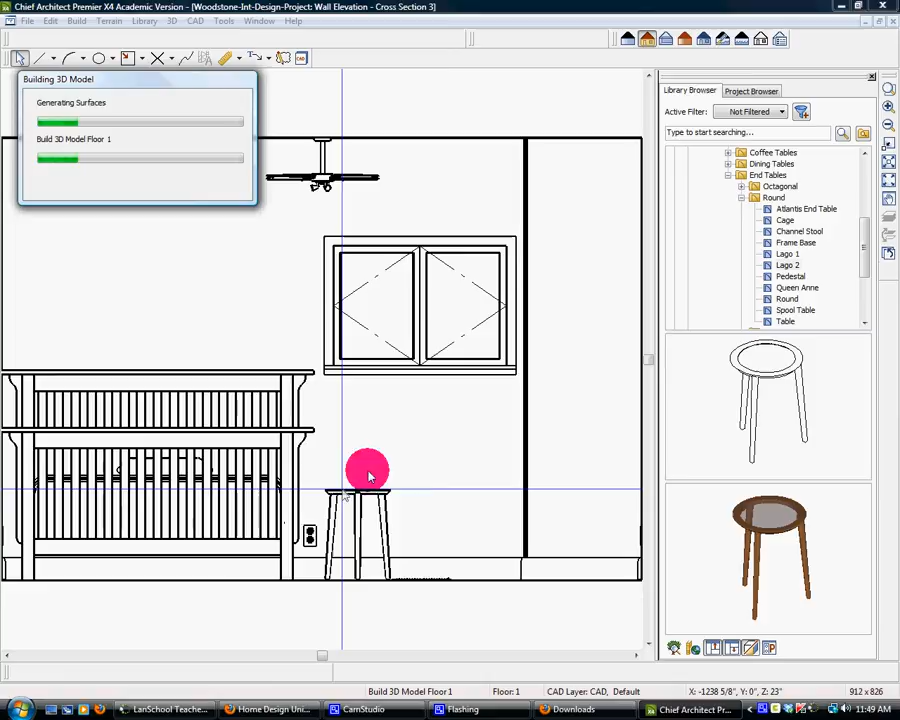 Chief Architect Premier X4 Academic Version - [Woodstone-Int-Design-Project: Wall Elevation - Cross Section 3]
File Edit Build Terrain Library 3D CAD Tools Window Help
Building 3D Model
Generating Surfaces
Build 3D Model Floor 1
Library Browser Project Browser
Active Filter: Not Filtered
Type to start searching...
Coffee Tables
Dining Tables
End Tables
Octagonal
Round
Atlantis End Table
Cage
Channel Stool
Frame Base
Lago 1
Lago 2
Pedestal
Queen Anne
Round
Spool Table
Table
Build 3D Model Floor 1 Floor: 1 CAD Layer: CAD, Default X: -1238 5/8", Y: 0", Z: 23" 912 x 826
LanSchool Teache... Home Design Uni... CamStudio Flashing Downloads Chief Architect Pre... 11:49 AM